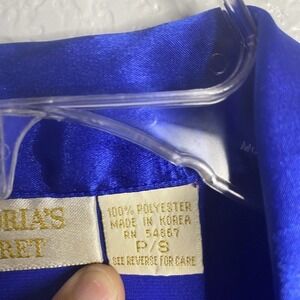 ORIA'S
RET
100% POLYESTER
MADE IN KOREA
RN 54867
P/S
SEE REVERSE FOR CARE